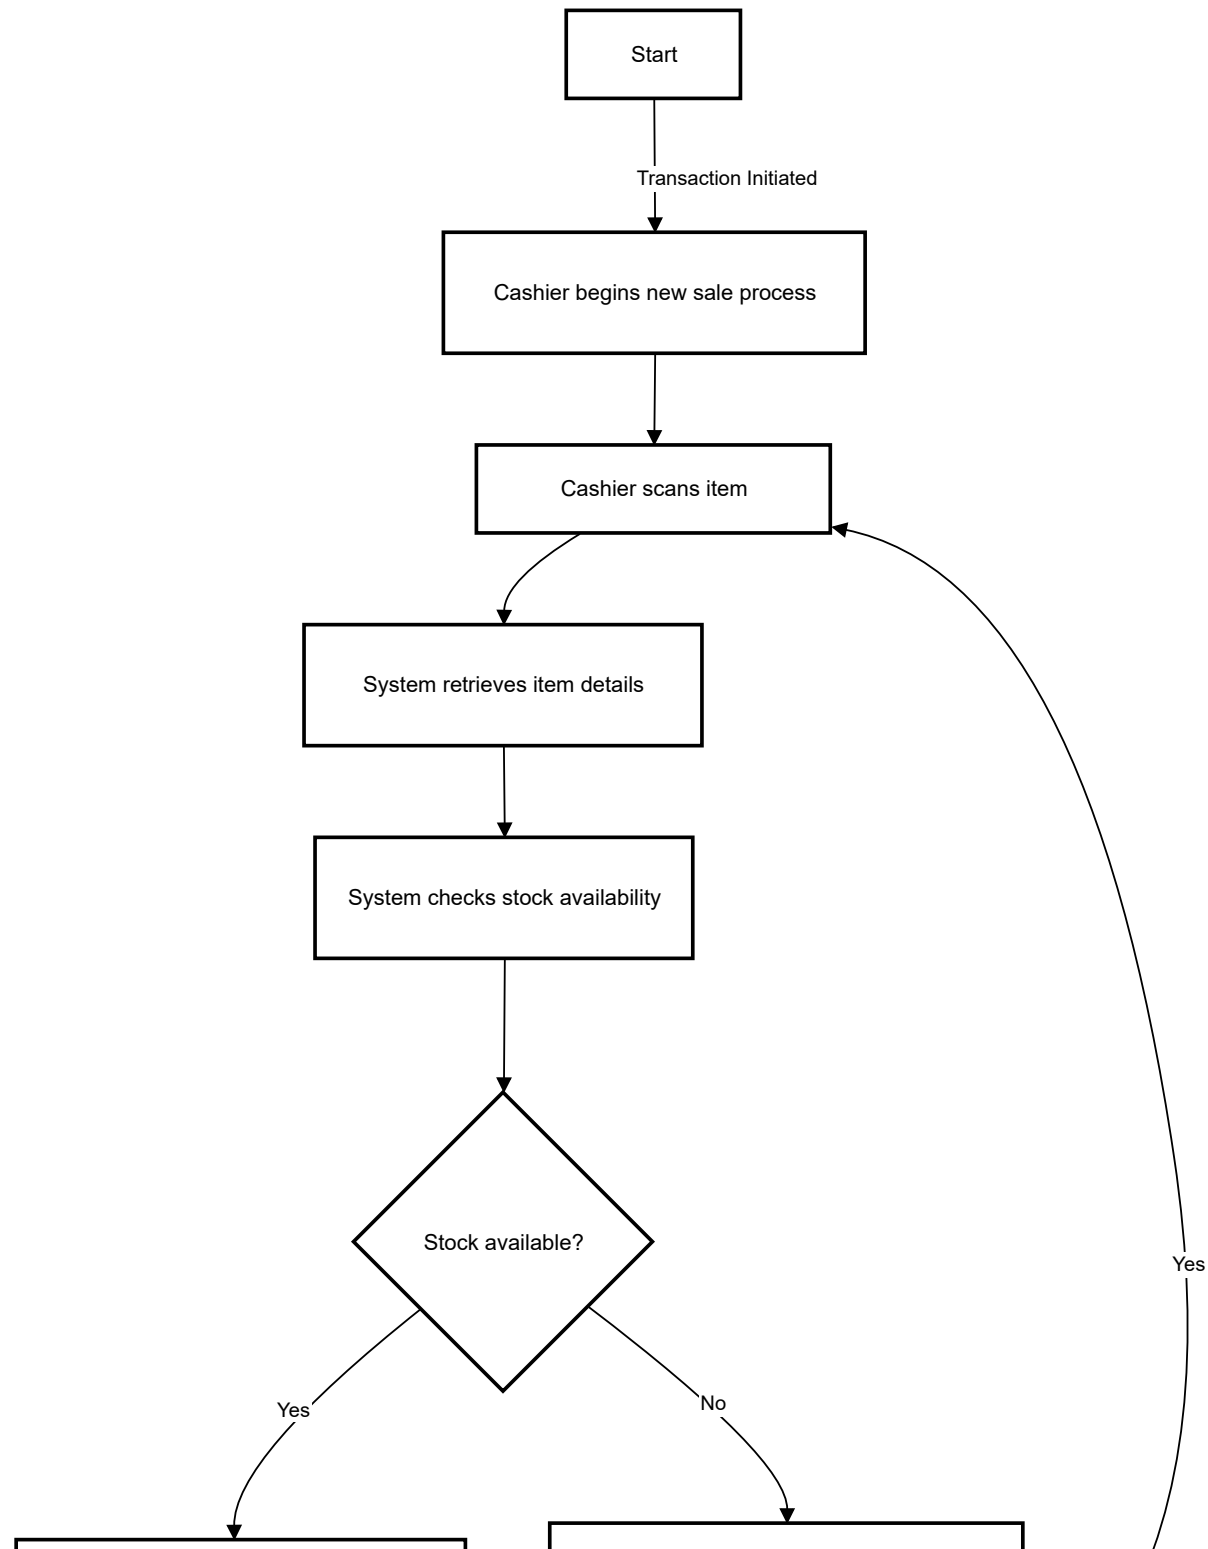 Start
Transaction Initiated
Cashier begins new sale process
Cashier scans item
System retrieves item details
System checks stock availability
Stock available?
Yes
Yes
No